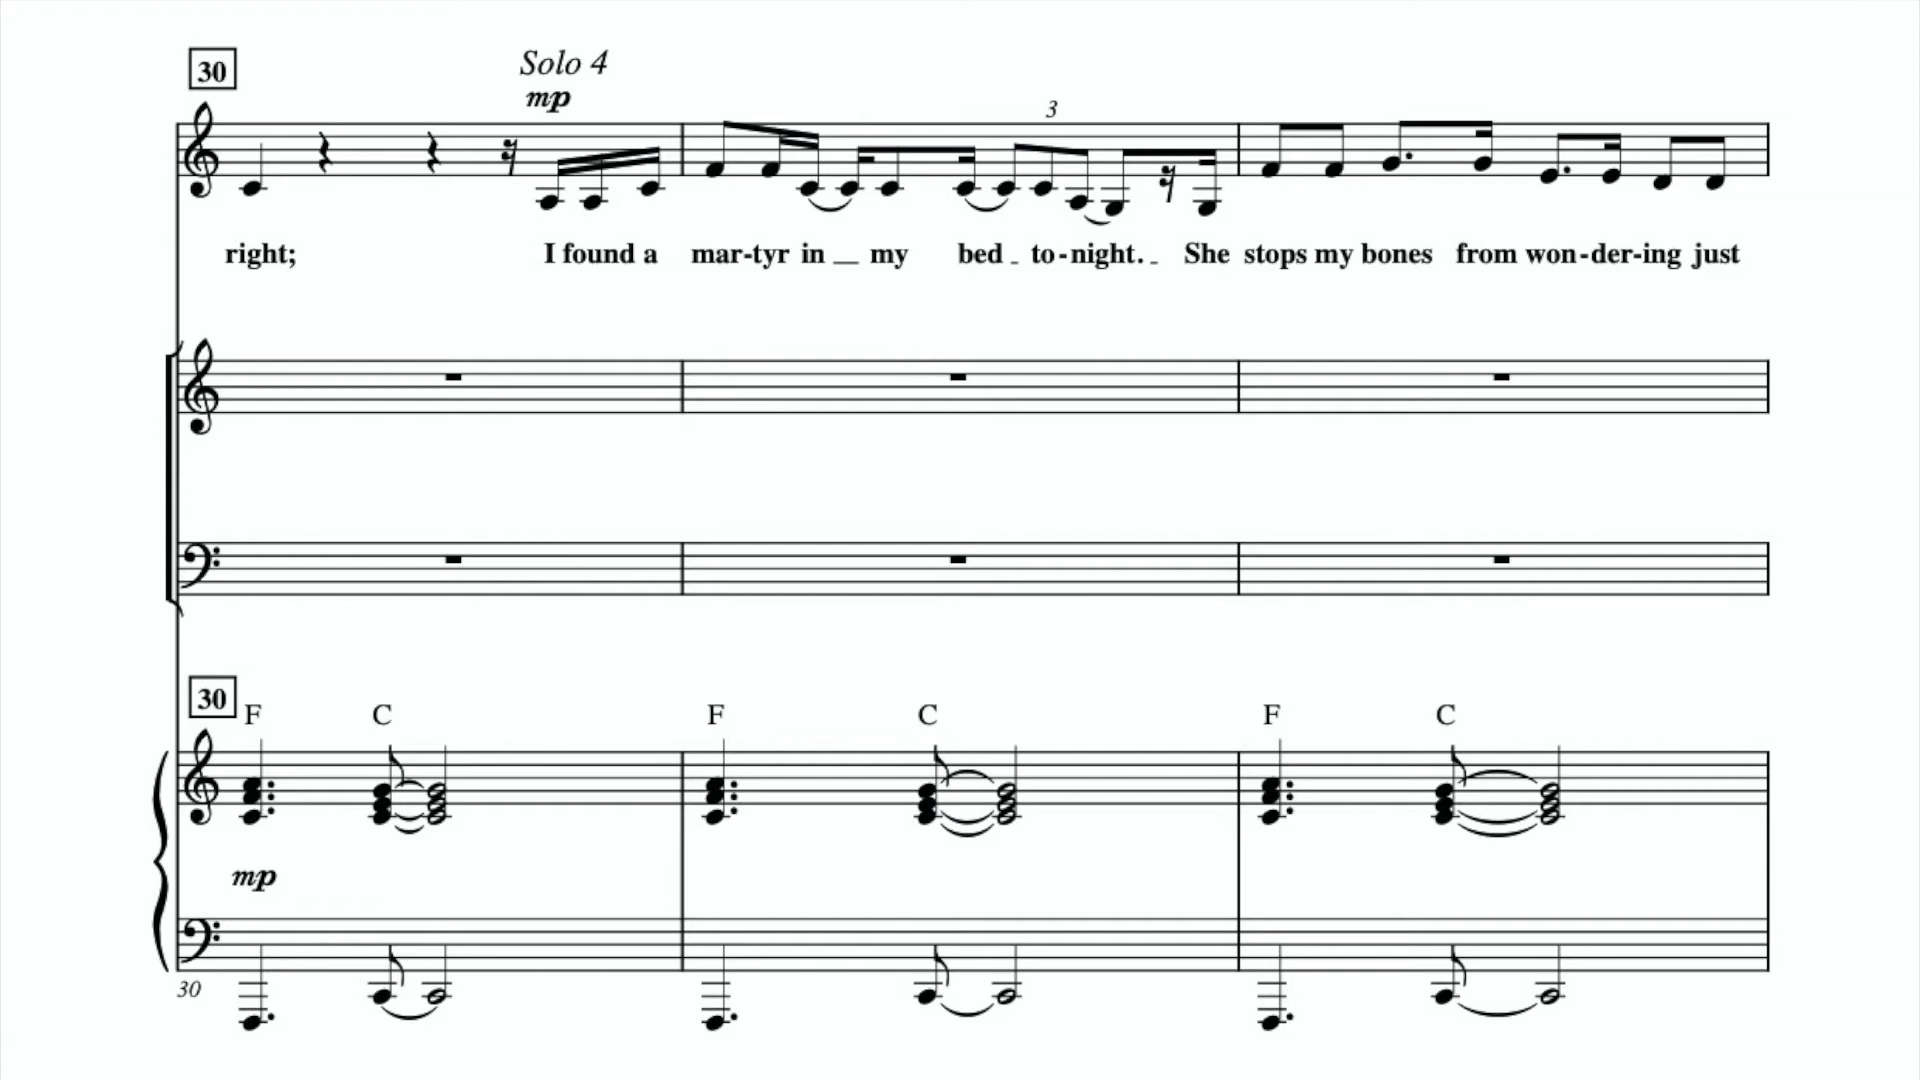 30
Solo 4
mp
3
right; I found a mar-tyr in my bed to-night. She stops my bones from won-der-ing just
30
F C F C F C
mp
30